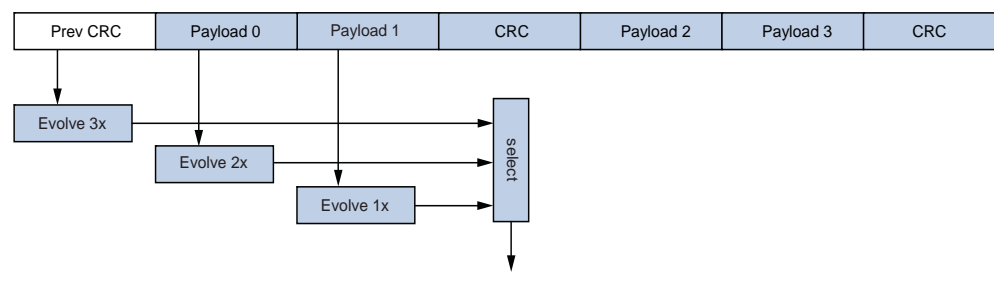 Prev CRC Payload 0 Payload 1 CRC Payload 2 Payload 3 CRC
Evolve 3x
Evolve 2x
Evolve 1x
select